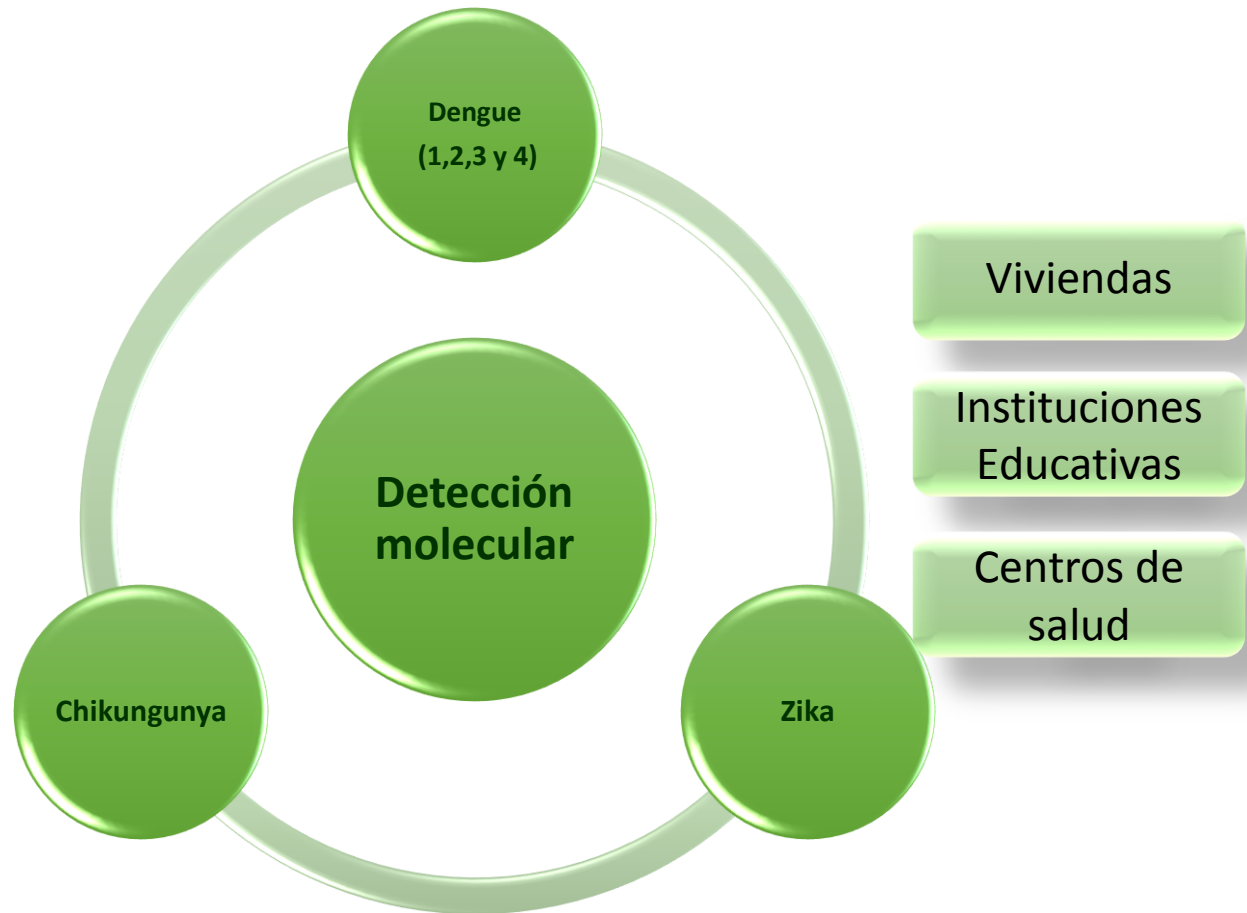 Dengue
(1,2,3 y 4)
Detección
molecular
Chikungunya
Zika
Viviendas
Instituciones
Educativas
Centros de
salud